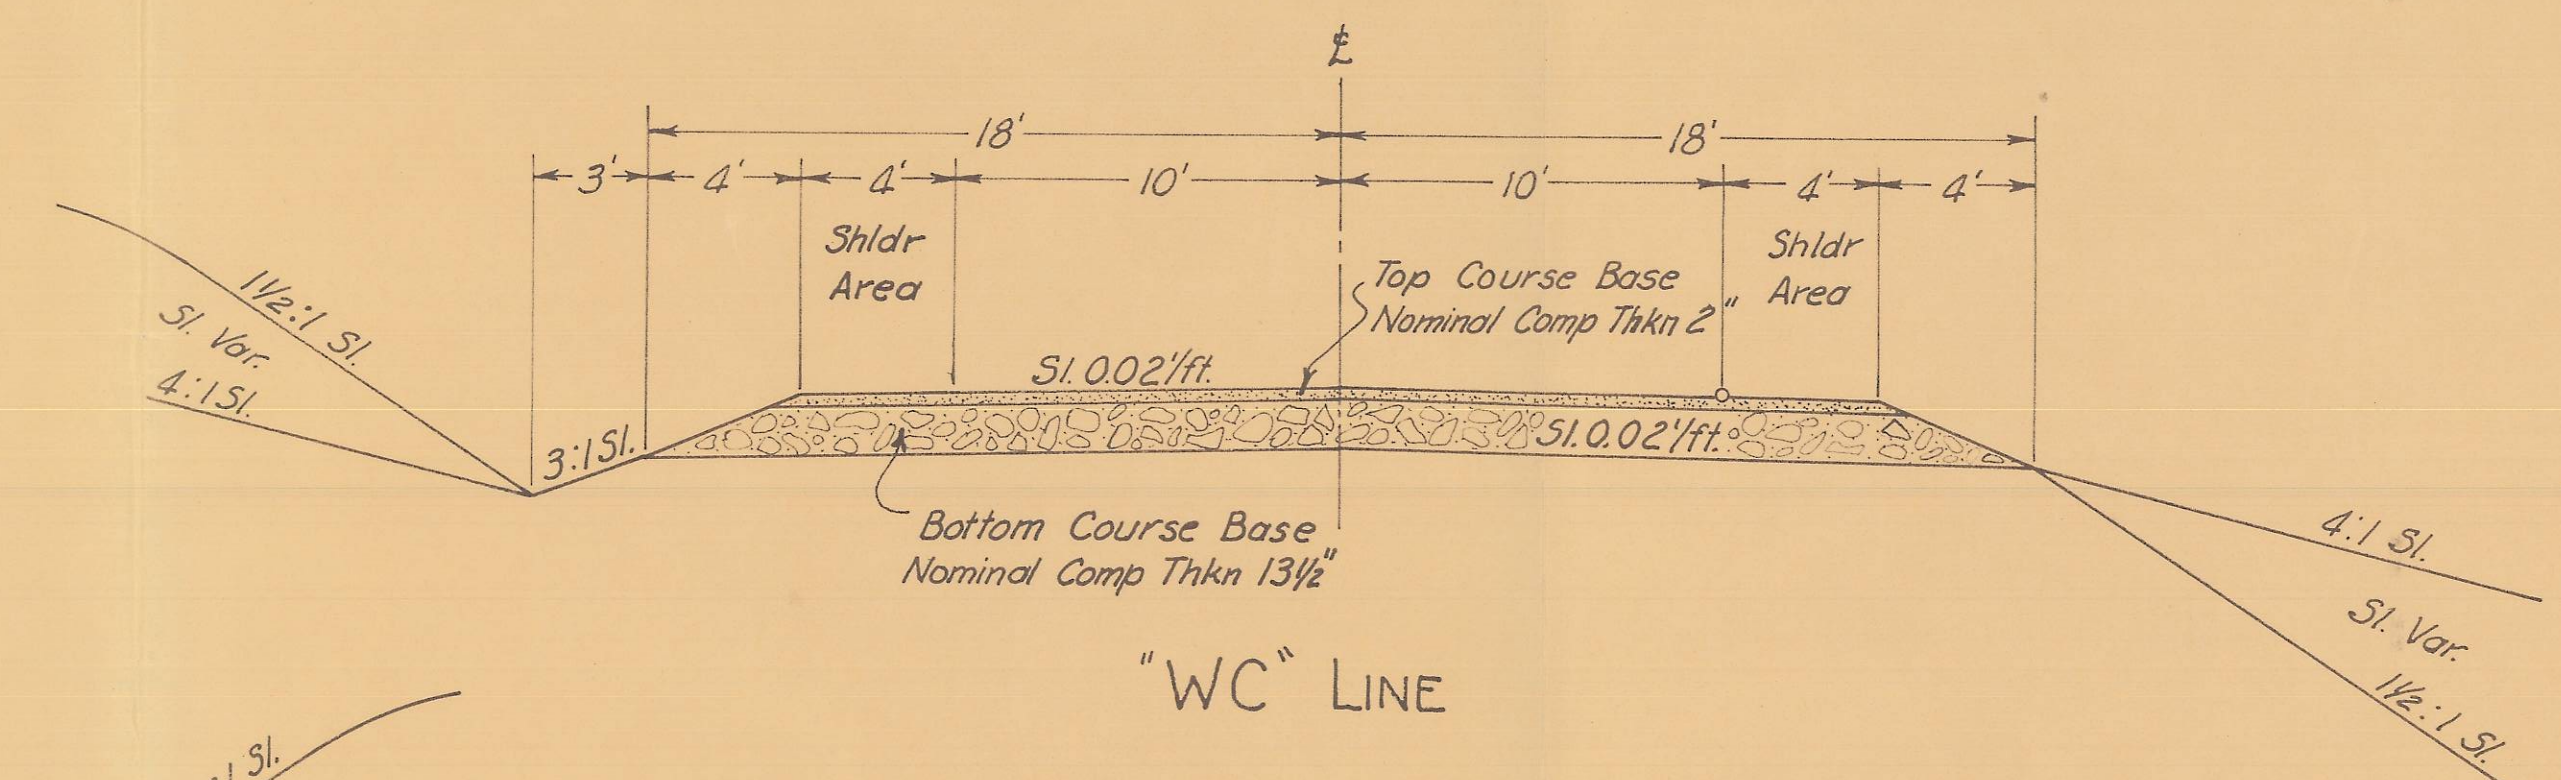 ℄
18' 18'
3' 4' 4' 10' 10' 4' 4'
Shldr
Area
Shldr
Area
Top Course Base
Nominal Comp Thkn 2"
1½:1 Sl.
Sl. Var.
4:1 Sl.
3:1 Sl.
Sl. 0.02'/ft.
Sl. 0.02'/ft.
Bottom Course Base
Nominal Comp Thkn 13½"
4:1 Sl.
Sl. Var.
1½:1 Sl.
"WC" LINE
Sl.